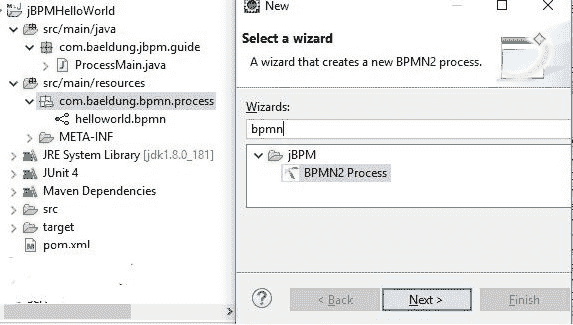 jBPMHelloWorld
src/main/java
com.baeldung.jbpm.guide
ProcessMain.java
src/main/resources
com.baeldung.bpmn.process
helloworld.bpmn
META-INF
JRE System Library [jdk1.8.0_181]
JUnit 4
Maven Dependencies
src
target
pom.xml
New
Select a wizard
A wizard that creates a new BPMN2 process.
Wizards:
bpmn
jBPM
BPMN2 Process
< Back
Next >
Finish